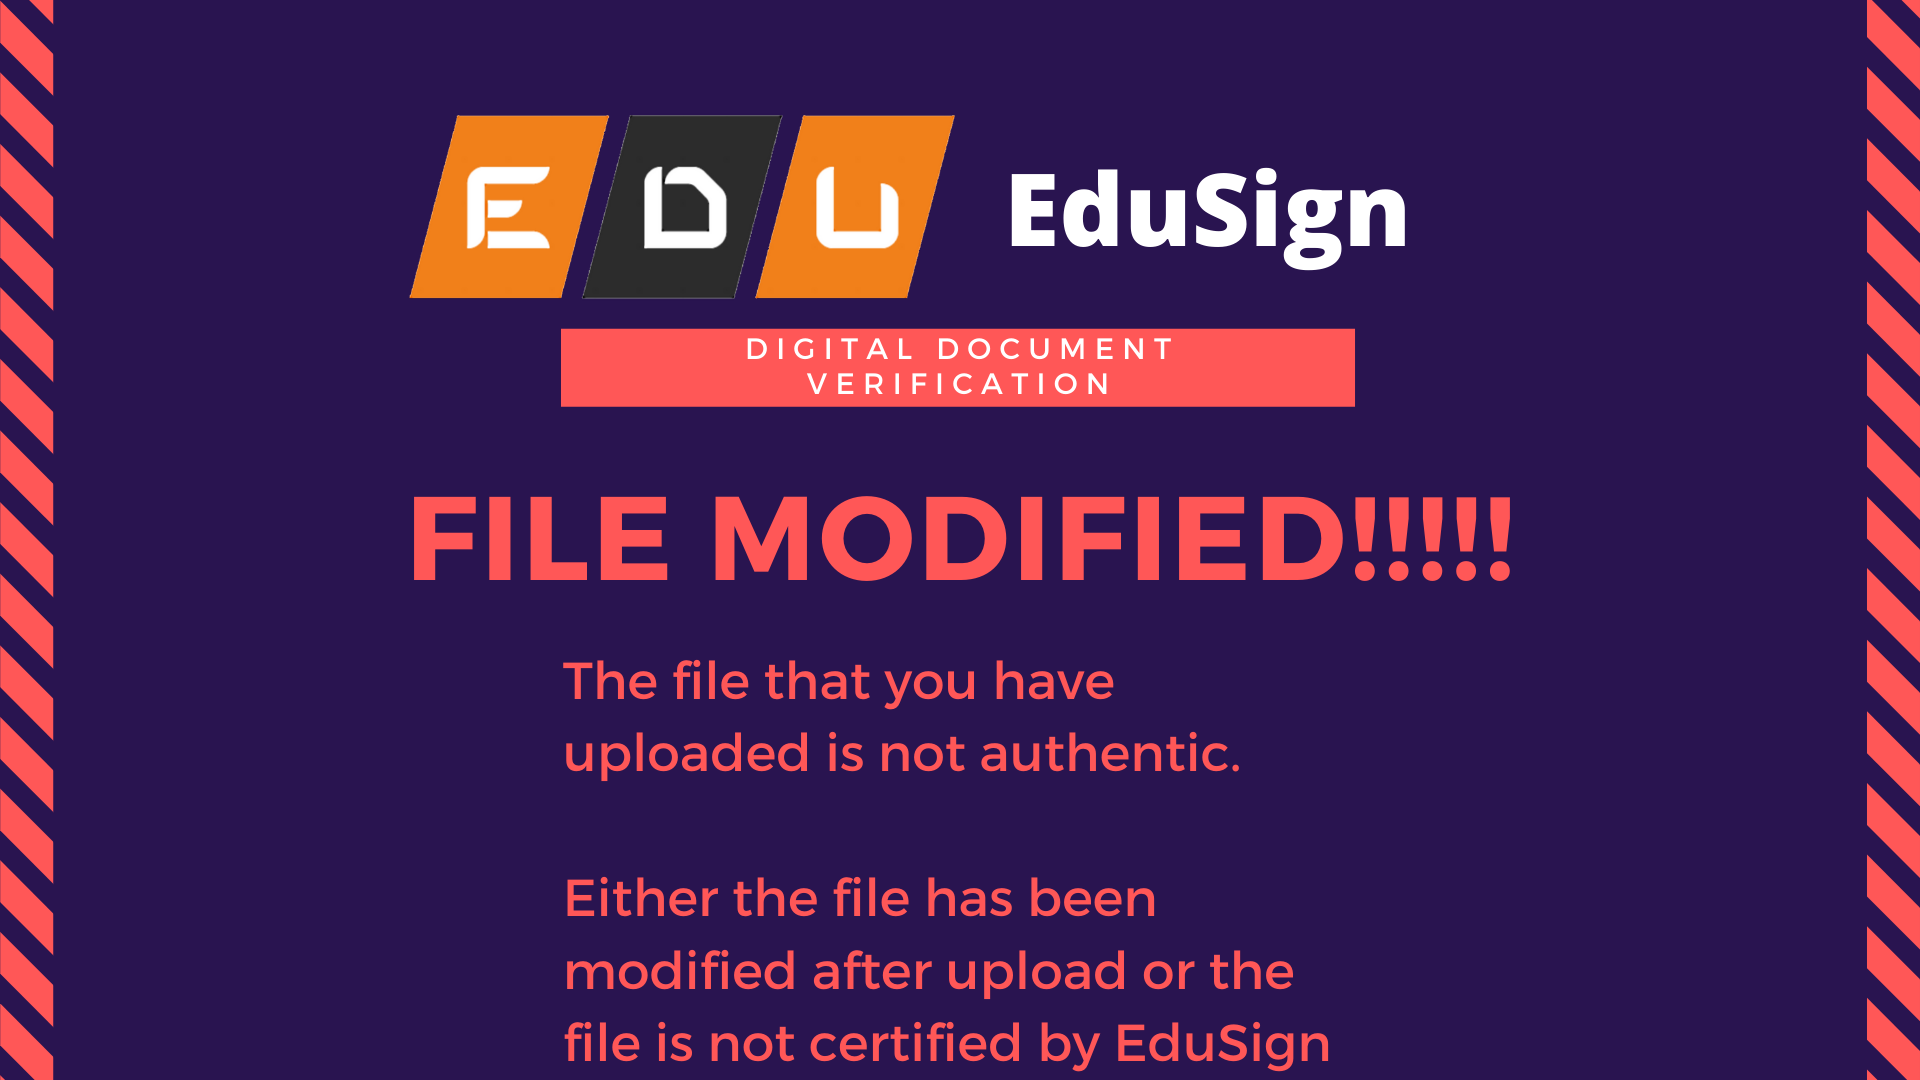 EDU EduSign
DIGITAL DOCUMENT
VERIFICATION
FILE MODIFIED!!!!!
The file that you have
uploaded is not authentic.
Either the file has been
modified after upload or the
file is not certified by EduSign